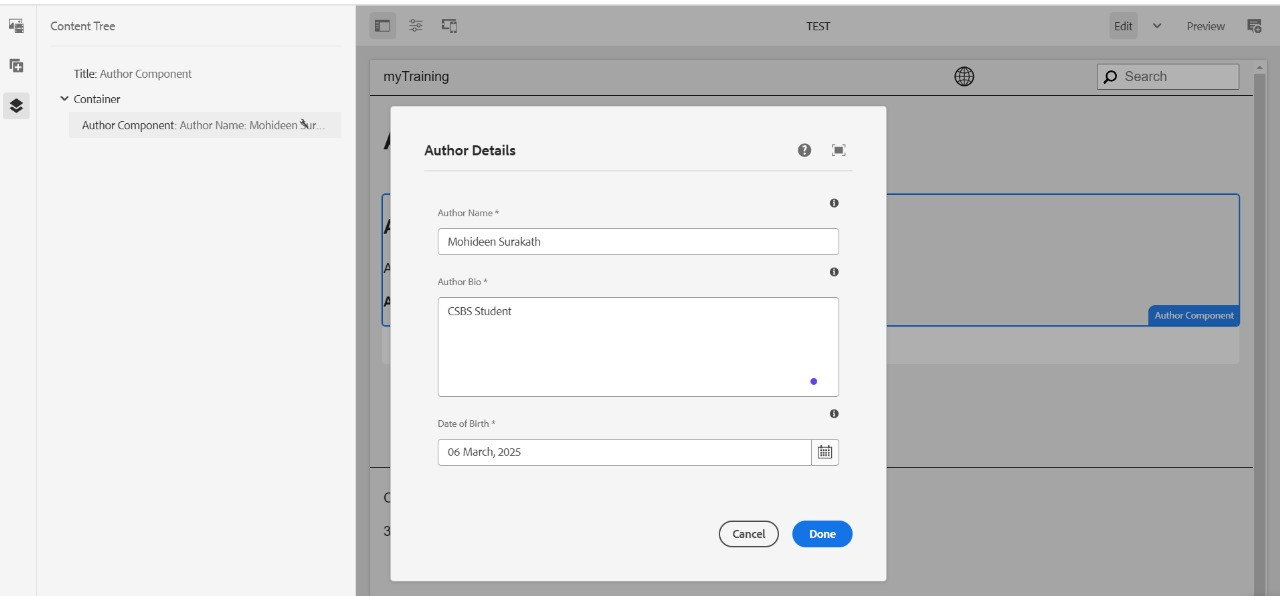 Content Tree
TEST
Edit
Preview
Title: Author Component
Container
Author Component: Author Name: Mohideen Sur...
myTraining
Search
Author Details
Author Name *
Mohideen Surakath
Author Bio *
CSBS Student
Date of Birth *
06 March, 2025
Cancel
Done
A
A
A
A
Author Component
C
3